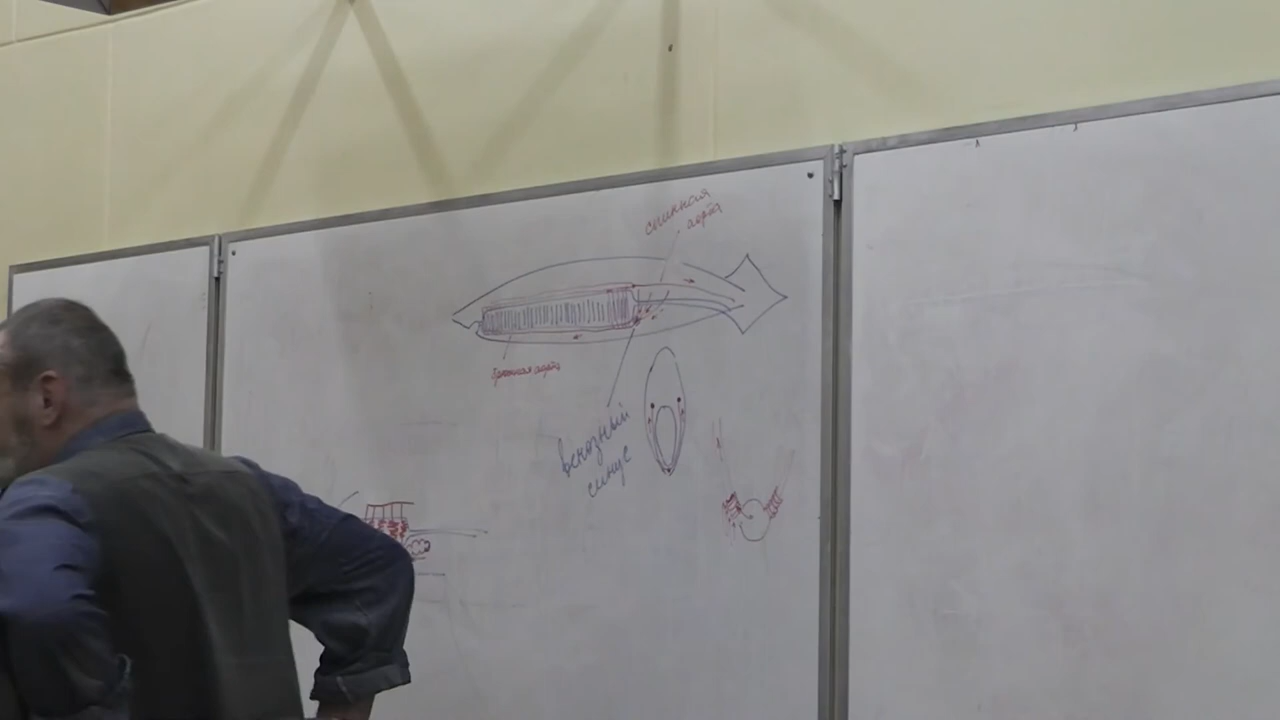 спинная
аорта
брюшная аорта
венозный
синус